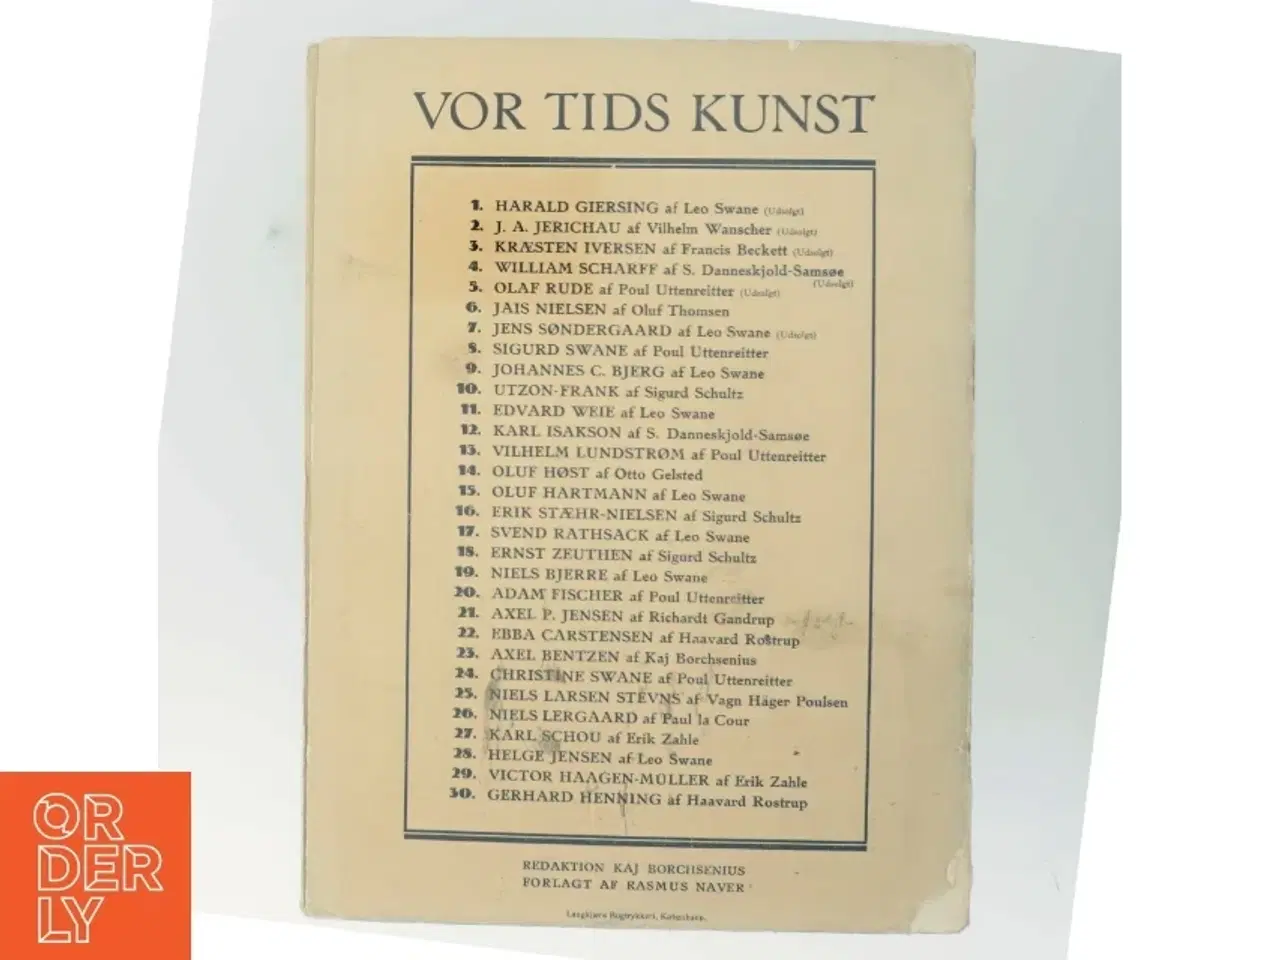 VOR TIDS KUNST
1. HARALD GIERSING af Leo Swane (Udsolgt)
2. J. A. JERICHAU af Vilhelm Wanscher (Udsolgt)
3. KRÆSTEN IVERSEN af Francis Beckett (Udsolgt)
4. WILLIAM SCHARFF af S. Danneskjold-Samsøe
(Udsolgt)
5. OLAF RUDE af Poul Uttenreitter (Udsolgt)
6. JAIS NIELSEN af Oluf Thomsen
7. JENS SØNDERGAARD af Leo Swane (Udsolgt)
8. SIGURD SWANE af Poul Uttenreitter
9. JOHANNES C. BJERG af Leo Swane
10. UTZON-FRANK af Sigurd Schultz
11. EDVARD WEIE af Leo Swane
12. KARL ISAKSON af S. Danneskjold-Samsøe
13. VILHELM LUNDSTRØM af Poul Uttenreitter
14. OLUF HØST af Otto Gelsted
15. OLUF HARTMANN af Leo Swane
16. ERIK STÆHR-NIELSEN af Sigurd Schultz
17. SVEND RATHSACK af Leo Swane
18. ERNST ZEUTHEN af Sigurd Schultz
19. NIELS BJERRE af Leo Swane
20. ADAM FISCHER af Poul Uttenreitter
21. AXEL P. JENSEN af Richardt Gandrup
22. EBBA CARSTENSEN af Haavard Rostrup
23. AXEL BENTZEN af Kaj Borchsenius
24. CHRISTINE SWANE af Poul Uttenreitter
25. NIELS LARSEN STEVNS af Vagn Häger Poulsen
26. NIELS LERGAARD af Paul la Cour
27. KARL SCHOU af Erik Zahle
28. HELGE JENSEN af Leo Swane
29. VICTOR HAAGEN-MÜLLER af Erik Zahle
30. GERHARD HENNING af Haavard Rostrup
REDAKTION KAJ BORCHSENIUS
FORLAGT AF RASMUS NAVER
Langkjærs Bogtrykkeri, København.
OR
DER
LY